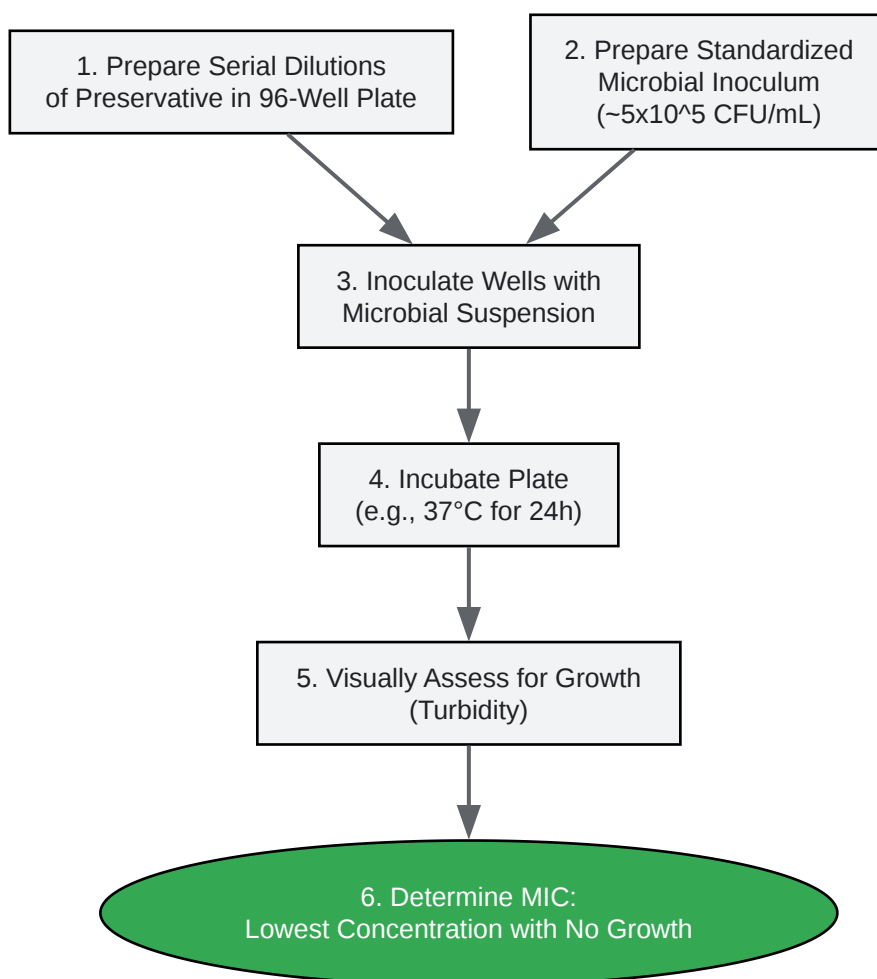 1. Prepare Serial Dilutions
of Preservative in 96-Well Plate
2. Prepare Standardized
Microbial Inoculum
(~5x10^5 CFU/mL)
3. Inoculate Wells with
Microbial Suspension
4. Incubate Plate
(e.g., 37°C for 24h)
5. Visually Assess for Growth
(Turbidity)
6. Determine MIC:
Lowest Concentration with No Growth